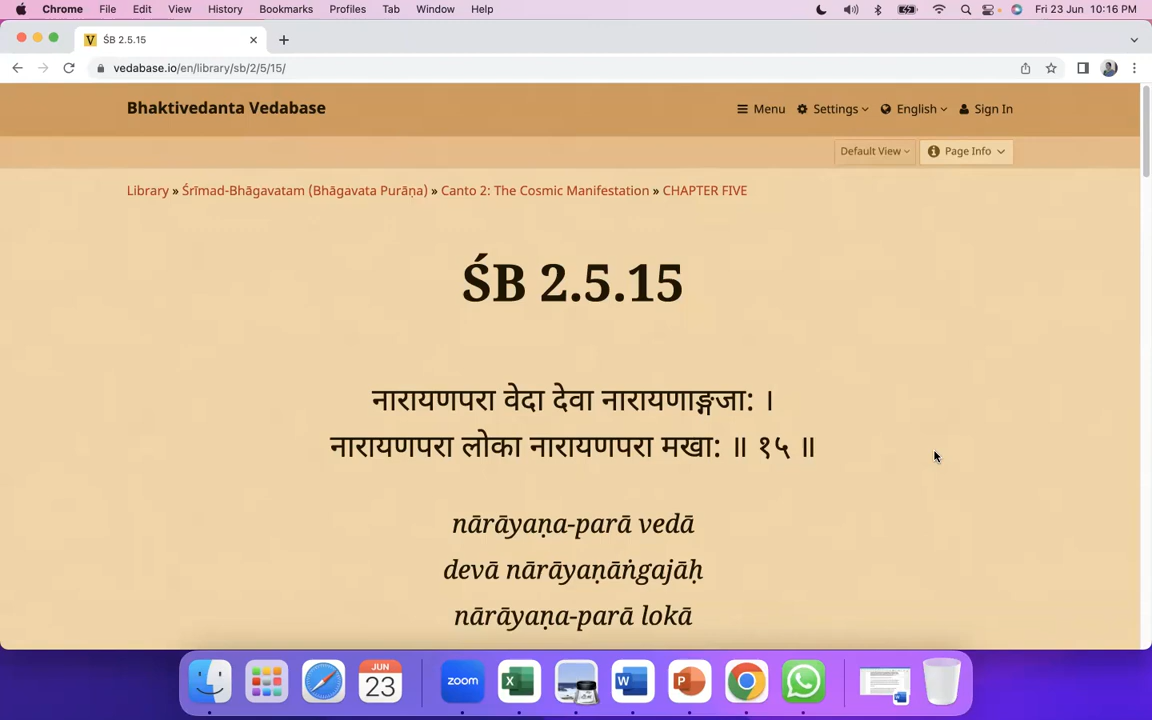 Chrome File Edit View History Bookmarks Profiles Tab Window Help Fri 23 Jun 10:16 PM
ŚB 2.5.15
vedabase.io/en/library/sb/2/5/15/
Bhaktivedanta Vedabase Menu Settings English Sign In
Default View Page Info
Library » Śrīmad-Bhāgavatam (Bhāgavata Purāṇa) » Canto 2: The Cosmic Manifestation » CHAPTER FIVE
ŚB 2.5.15
नारायणपरा वेदा देवा नारायणाङ्गजा: ।
नारायणपरा लोका नारायणपरा मखा: ॥ १५ ॥
nārāyaṇa-parā vedā
devā nārāyaṇāṅgajāḥ
nārāyaṇa-parā lokā
JUN
23
zoom